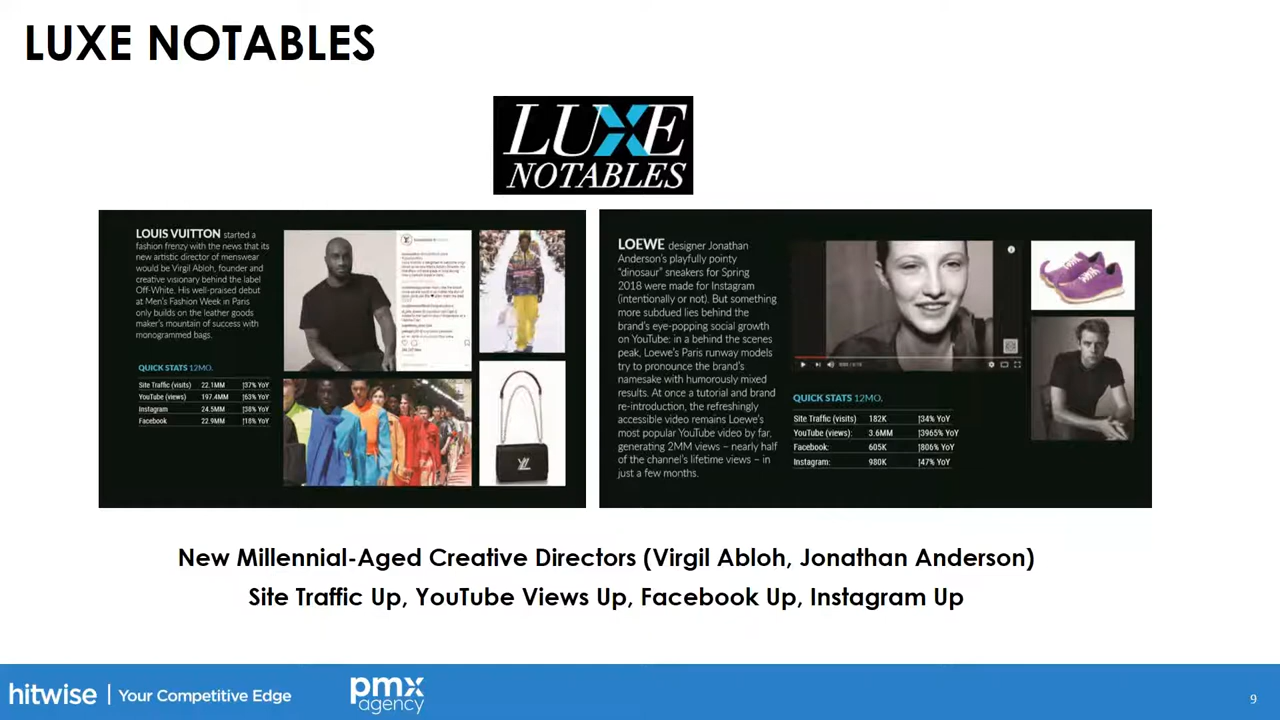 LUXE NOTABLES
LUXE
NOTABLES
LOUIS VUITTON started a
fashion frenzy with the news that its
new artistic director of menswear
would be Virgil Abloh, founder and
creative visionary behind the label
Off-White. His well-praised debut
at Men's Fashion Week in Paris
only builds on the leather goods
maker's mountain of success with
monogrammed bags.
QUICK STATS 12MO.
Site Traffic (visits) 22.1MM ↑37% YoY
YouTube (views) 197.4MM ↑63% YoY
Instagram 24.5MM ↑38% YoY
Facebook 22.9MM ↑18% YoY
LOEWE designer Jonathan
Anderson's playfully pointy
"dinosaur" sneakers for Spring
2018 were made for Instagram
(intentionally or not). But something
more subdued lies behind the
brand's eye-popping social growth
on YouTube: in a behind the scenes
peak, Loewe's Paris runway models
try to pronounce the brand's
namesake with humorously mixed
results. At once a tutorial and brand
re-introduction, the refreshingly
accessible video remains Loewe's
most popular YouTube video by far,
generating 2MM views – nearly half
of the channel's lifetime views – in
just a few months.
QUICK STATS 12MO.
Site Traffic (visits) 182K ↑34% YoY
YouTube (views): 3.6MM ↑3965% YoY
Facebook: 605K ↑806% YoY
Instagram: 980K ↑47% YoY
New Millennial-Aged Creative Directors (Virgil Abloh, Jonathan Anderson)
Site Traffic Up, YouTube Views Up, Facebook Up, Instagram Up
hitwise | Your Competitive Edge
pmx
agency
9